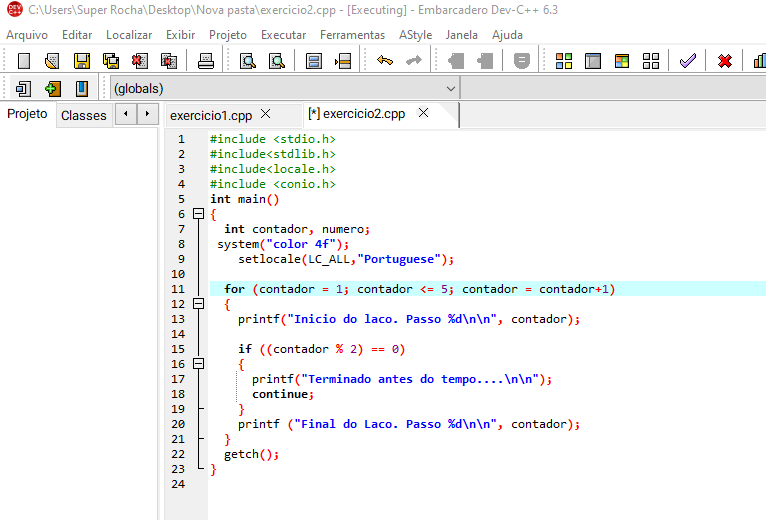 C:\Users\Super Rocha\Desktop\Nova pasta\exercicio2.cpp - [Executing] - Embarcadero Dev-C++ 6.3
Arquivo Editar Localizar Exibir Projeto Executar Ferramentas AStyle Janela Ajuda
(globals)
Projeto Classes exercicio1.cpp [*] exercicio2.cpp
1 #include <stdio.h>
2 #include<stdlib.h>
3 #include<locale.h>
4 #include <conio.h>
5 int main()
6 {
7 int contador, numero;
8 system("color 4f");
9 setlocale(LC_ALL,"Portuguese");
10
11 for (contador = 1; contador <= 5; contador = contador+1)
12 {
13 printf("Inicio do laco. Passo %d\n\n", contador);
14
15 if ((contador % 2) == 0)
16 {
17 printf("Terminado antes do tempo....\n\n");
18 continue;
19 }
20 printf ("Final do Laco. Passo %d\n\n", contador);
21 }
22 getch();
23 }
24